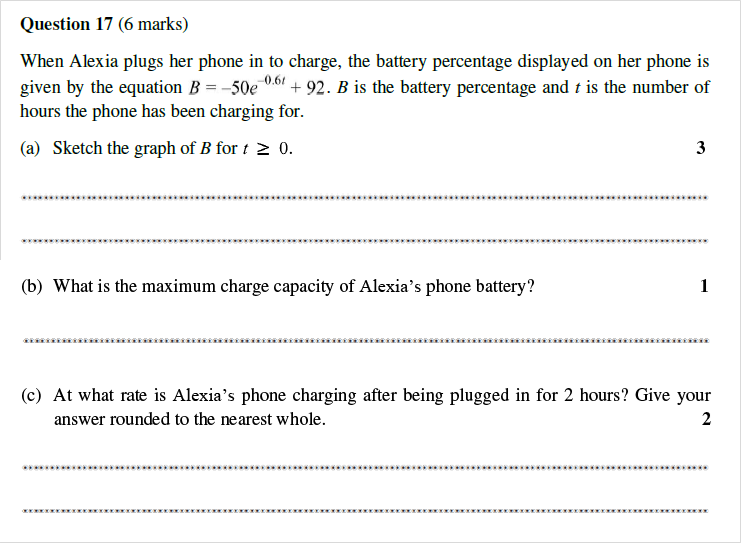 Question 17 (6 marks)
When Alexia plugs her phone in to charge, the battery percentage displayed on her phone is
given by the equation B = –50e^–0.6t + 92. B is the battery percentage and t is the number of
hours the phone has been charging for.
(a) Sketch the graph of B for t ≥ 0. 3
(b) What is the maximum charge capacity of Alexia’s phone battery? 1
(c) At what rate is Alexia’s phone charging after being plugged in for 2 hours? Give your
answer rounded to the nearest whole. 2